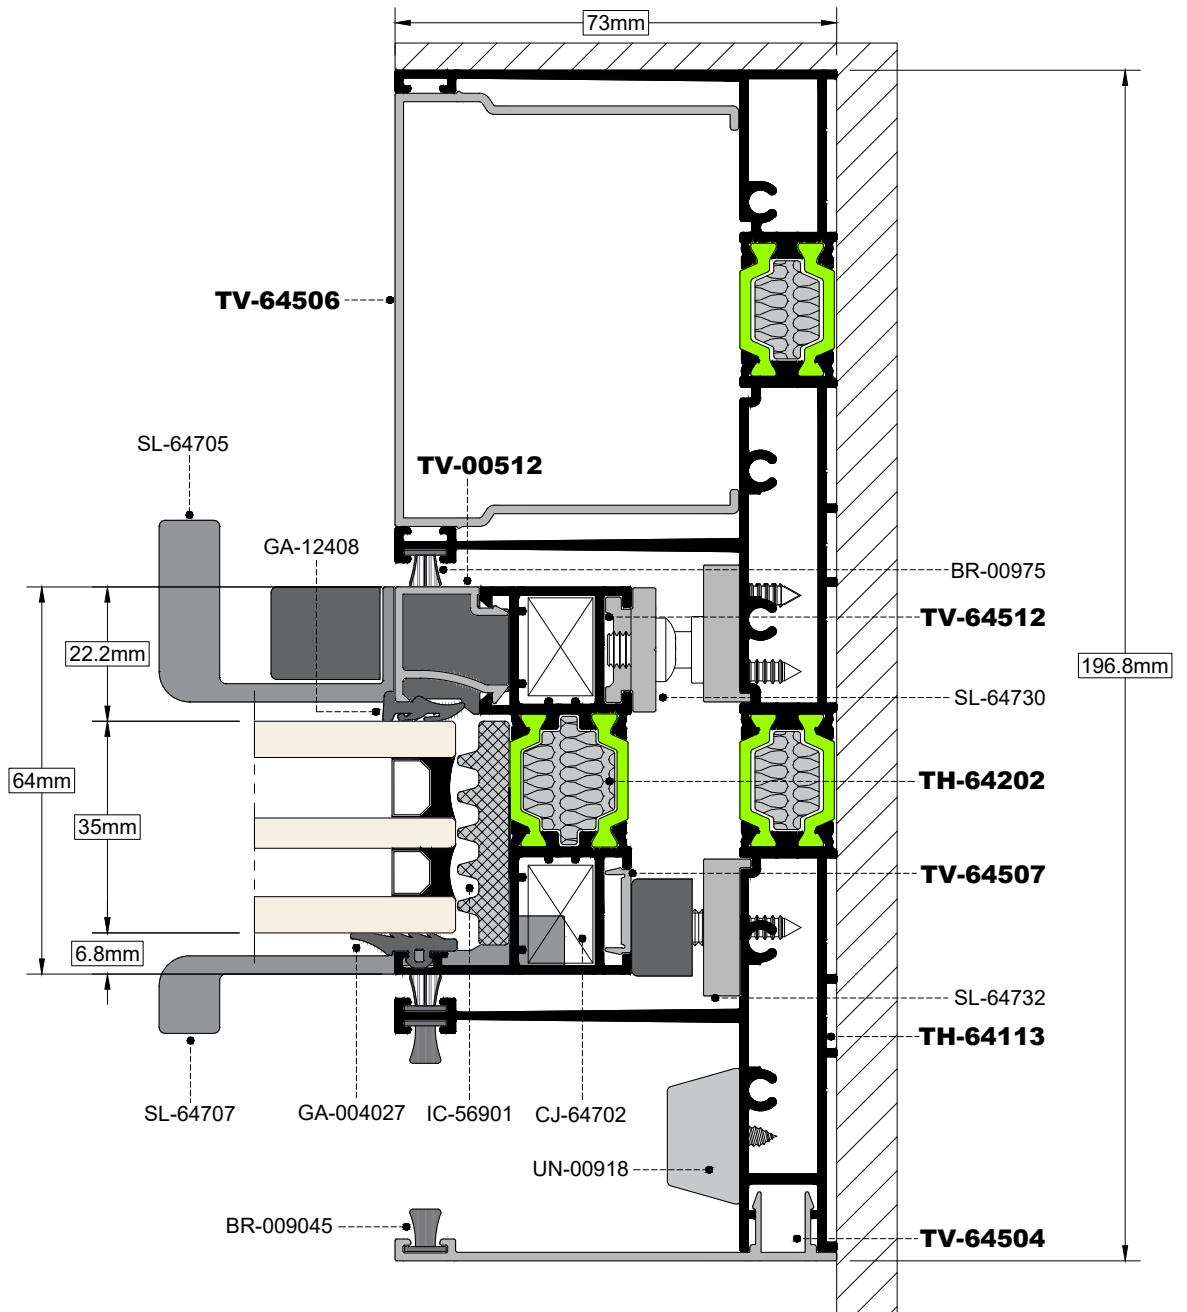 73mm
TV-64506
SL-64705
TV-00512
GA-12408
BR-00975
TV-64512
22.2mm
196.8mm
SL-64730
64mm
TH-64202
35mm
TV-64507
6.8mm
SL-64732
TH-64113
SL-64707
GA-004027
IC-56901
CJ-64702
UN-00918
BR-009045
TV-64504